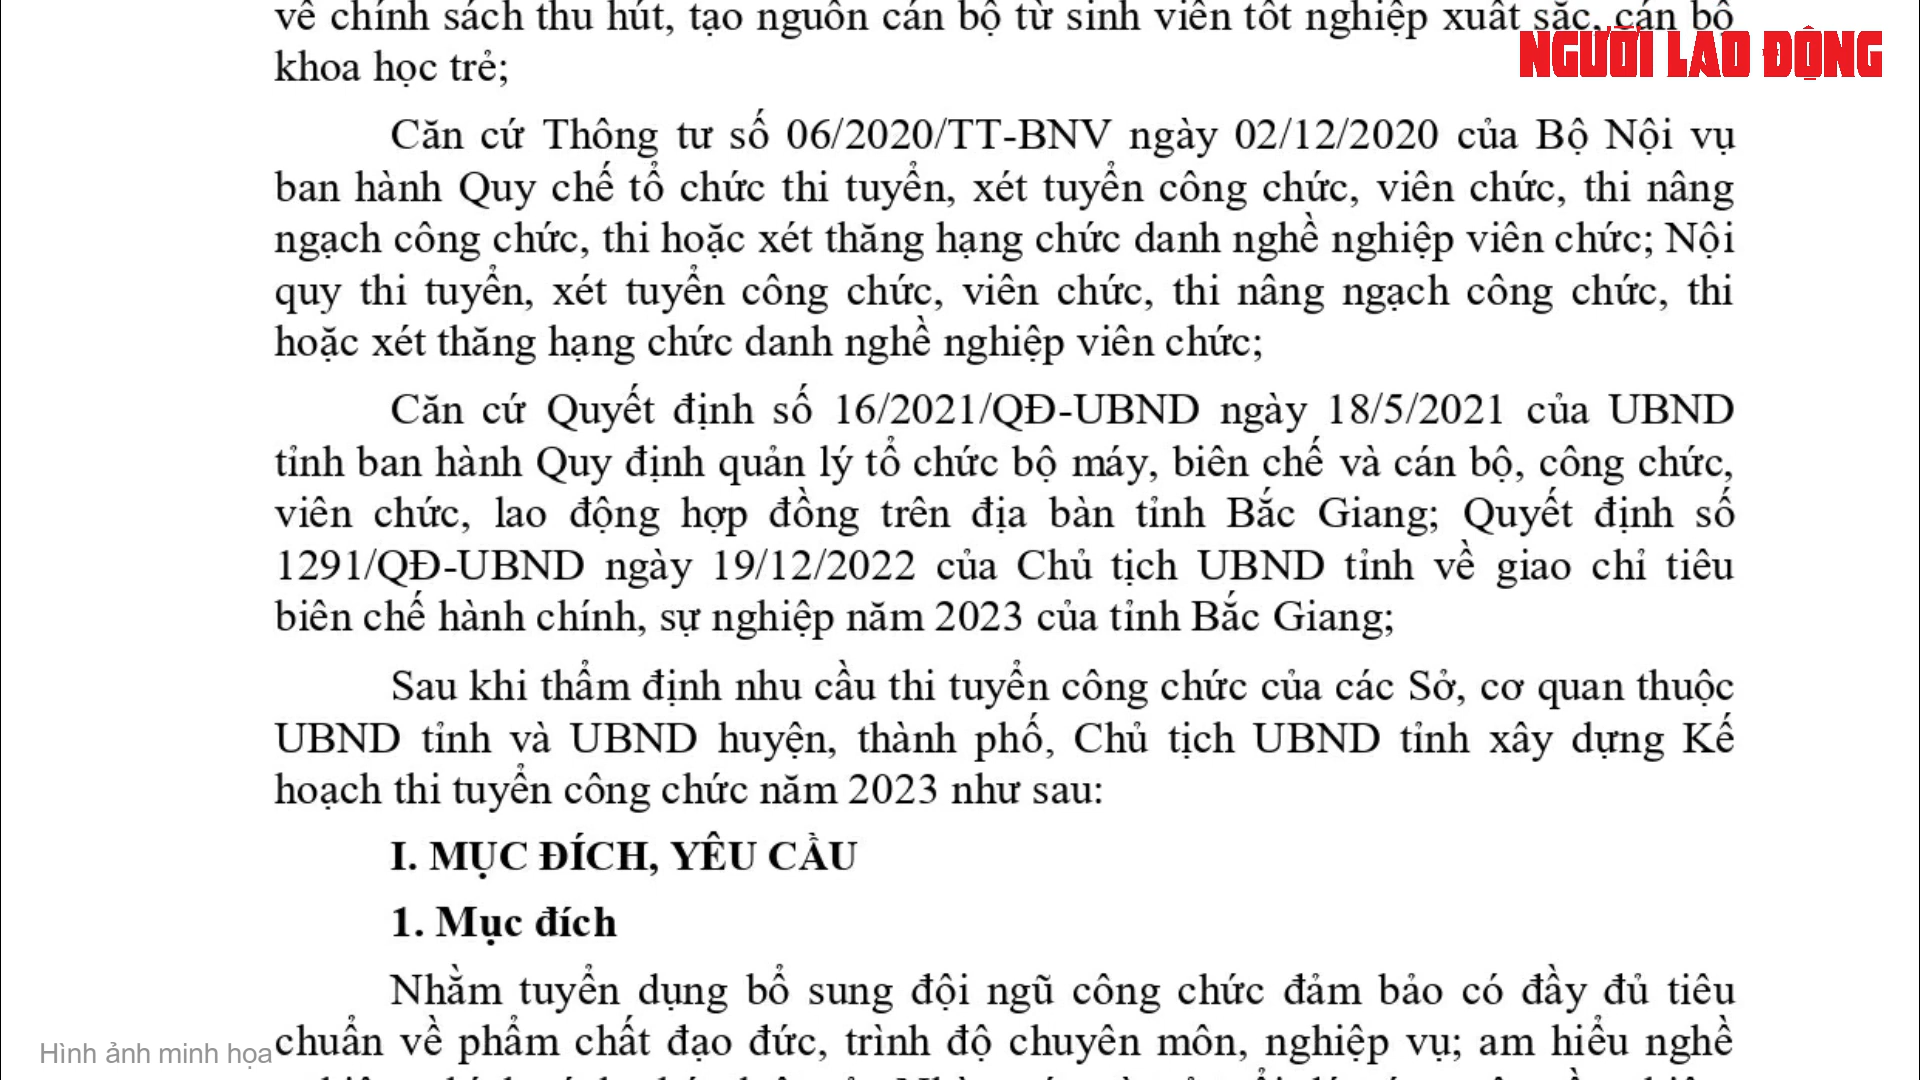 về chính sách thu hút, tạo nguồn cán bộ từ sinh viên tốt nghiệp xuất sắc, cán bộ
NGƯỜI LAO ĐỘNG
khoa học trẻ;
Căn cứ Thông tư số 06/2020/TT-BNV ngày 02/12/2020 của Bộ Nội vụ
ban hành Quy chế tổ chức thi tuyển, xét tuyển công chức, viên chức, thi nâng
ngạch công chức, thi hoặc xét thăng hạng chức danh nghề nghiệp viên chức; Nội
quy thi tuyển, xét tuyển công chức, viên chức, thi nâng ngạch công chức, thi
hoặc xét thăng hạng chức danh nghề nghiệp viên chức;
Căn cứ Quyết định số 16/2021/QĐ-UBND ngày 18/5/2021 của UBND
tỉnh ban hành Quy định quản lý tổ chức bộ máy, biên chế và cán bộ, công chức,
viên chức, lao động hợp đồng trên địa bàn tỉnh Bắc Giang; Quyết định số
1291/QĐ-UBND ngày 19/12/2022 của Chủ tịch UBND tỉnh về giao chỉ tiêu
biên chế hành chính, sự nghiệp năm 2023 của tỉnh Bắc Giang;
Sau khi thẩm định nhu cầu thi tuyển công chức của các Sở, cơ quan thuộc
UBND tỉnh và UBND huyện, thành phố, Chủ tịch UBND tỉnh xây dựng Kế
hoạch thi tuyển công chức năm 2023 như sau:
I. MỤC ĐÍCH, YÊU CẦU
1. Mục đích
Nhằm tuyển dụng bổ sung đội ngũ công chức đảm bảo có đầy đủ tiêu
chuẩn về phẩm chất đạo đức, trình độ chuyên môn, nghiệp vụ; am hiểu nghề
Hình ảnh minh họa